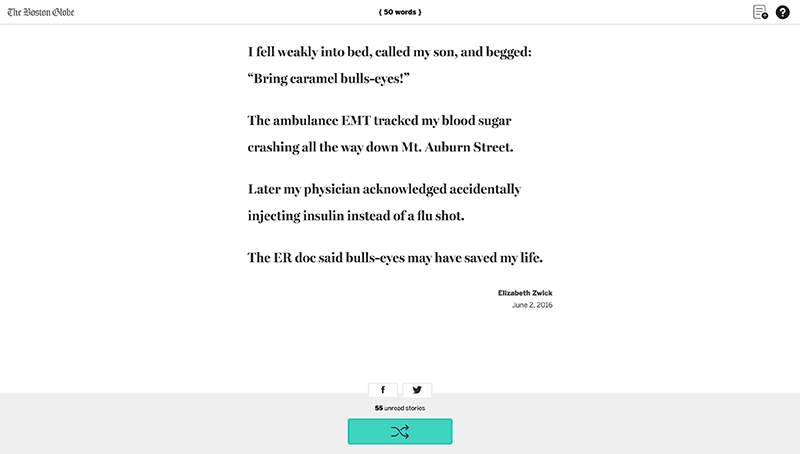 The Boston Globe
{ 50 words }
?
I fell weakly into bed, called my son, and begged:
“Bring caramel bulls-eyes!”
The ambulance EMT tracked my blood sugar
crashing all the way down Mt. Auburn Street.
Later my physician acknowledged accidentally
injecting insulin instead of a flu shot.
The ER doc said bulls-eyes may have saved my life.
Elizabeth Zwick
June 2, 2016
f
55 unread stories